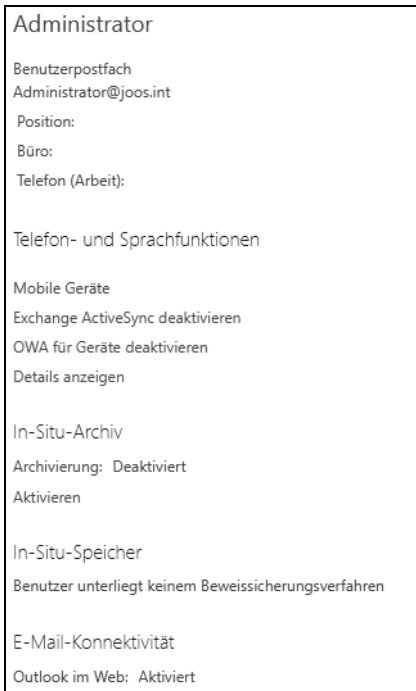 Administrator
Benutzerpostfach
Administrator@joos.int
Position:
Büro:
Telefon (Arbeit):
Telefon- und Sprachfunktionen
Mobile Geräte
Exchange ActiveSync deaktivieren
OWA für Geräte deaktivieren
Details anzeigen
In-Situ-Archiv
Archivierung: Deaktiviert
Aktivieren
In-Situ-Speicher
Benutzer unterliegt keinem Beweissicherungsverfahren
E-Mail-Konnektivität
Outlook im Web: Aktiviert